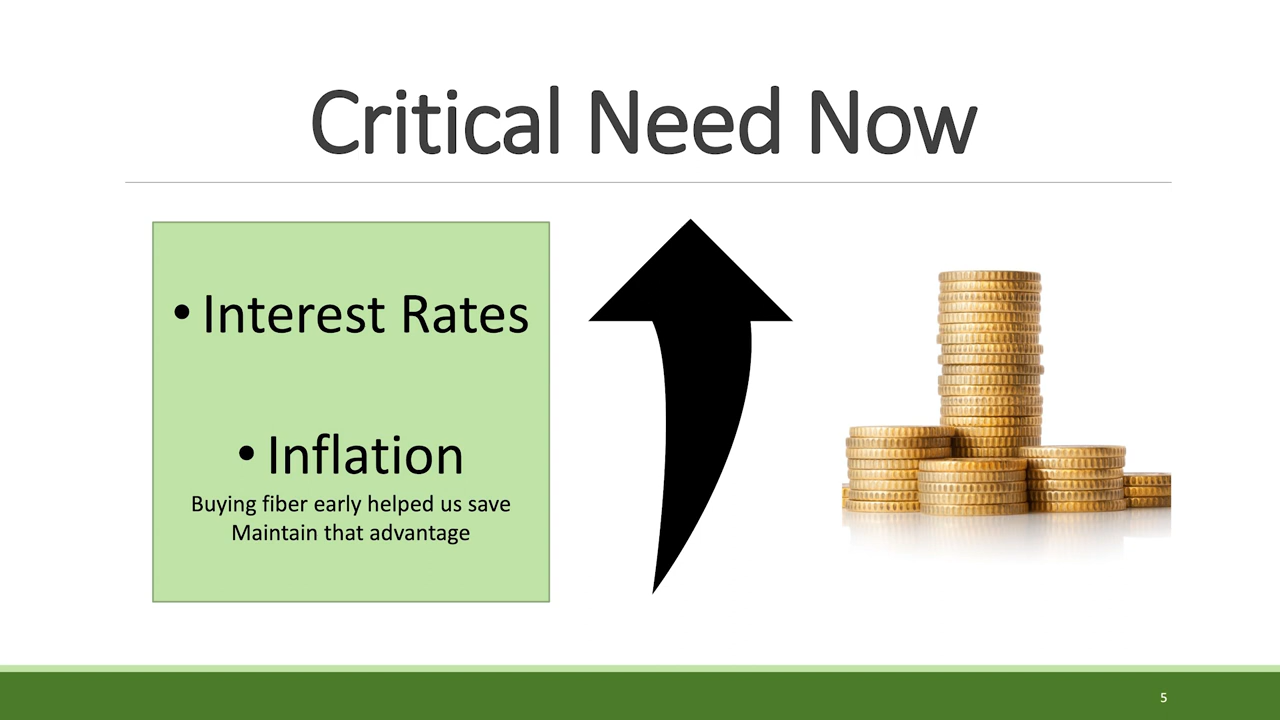 Critical Need Now
• Interest Rates
• Inflation
Buying fiber early helped us save
Maintain that advantage
5